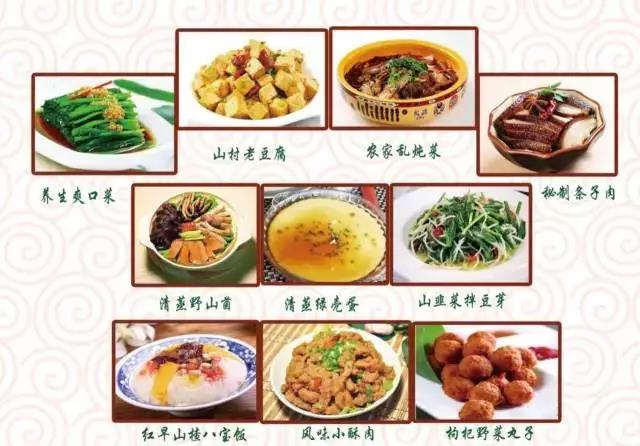 山村老豆腐
农家乱炖菜
养生爽口菜
秘制条子肉
清蒸野山菌
清蒸绿壳蛋
山韭菜拌豆芽
红早山楂八宝饭
风味小酥肉
枸杞野菜丸子